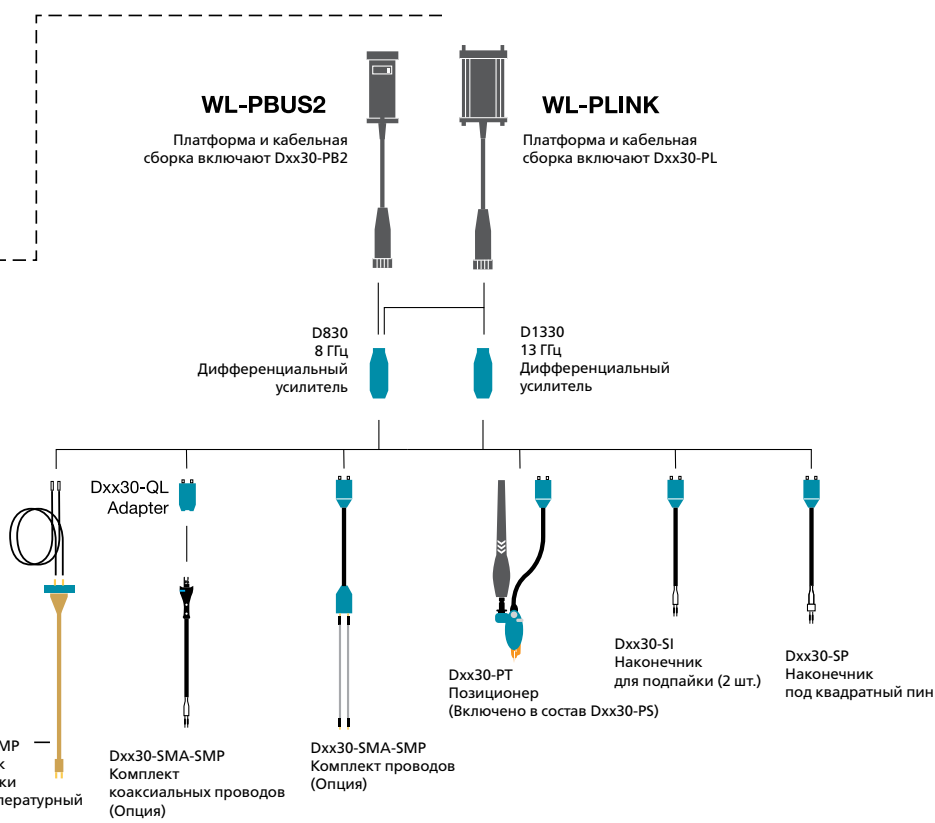 WL-PBUS2
Платформа и кабельная
сборка включают Dxx30-PB2
WL-PLINK
Платформа и кабельная
сборка включают Dxx30-PL
D830
8 ГГц
Дифференциальный
усилитель
D1330
13 ГГц
Дифференциальный
усилитель
Dxx30-QL
Adapter
Dxx30-SMA-SMP
Комплект
коаксиальных проводов
(Опция)
Dxx30-SMA-SMP
Комплект проводов
(Опция)
Dxx30-PT
Позиционер
(Включено в состав Dxx30-PS)
Dxx30-SI
Наконечник
для подпайки (2 шт.)
Dxx30-SP
Наконечник
под квадратный пин